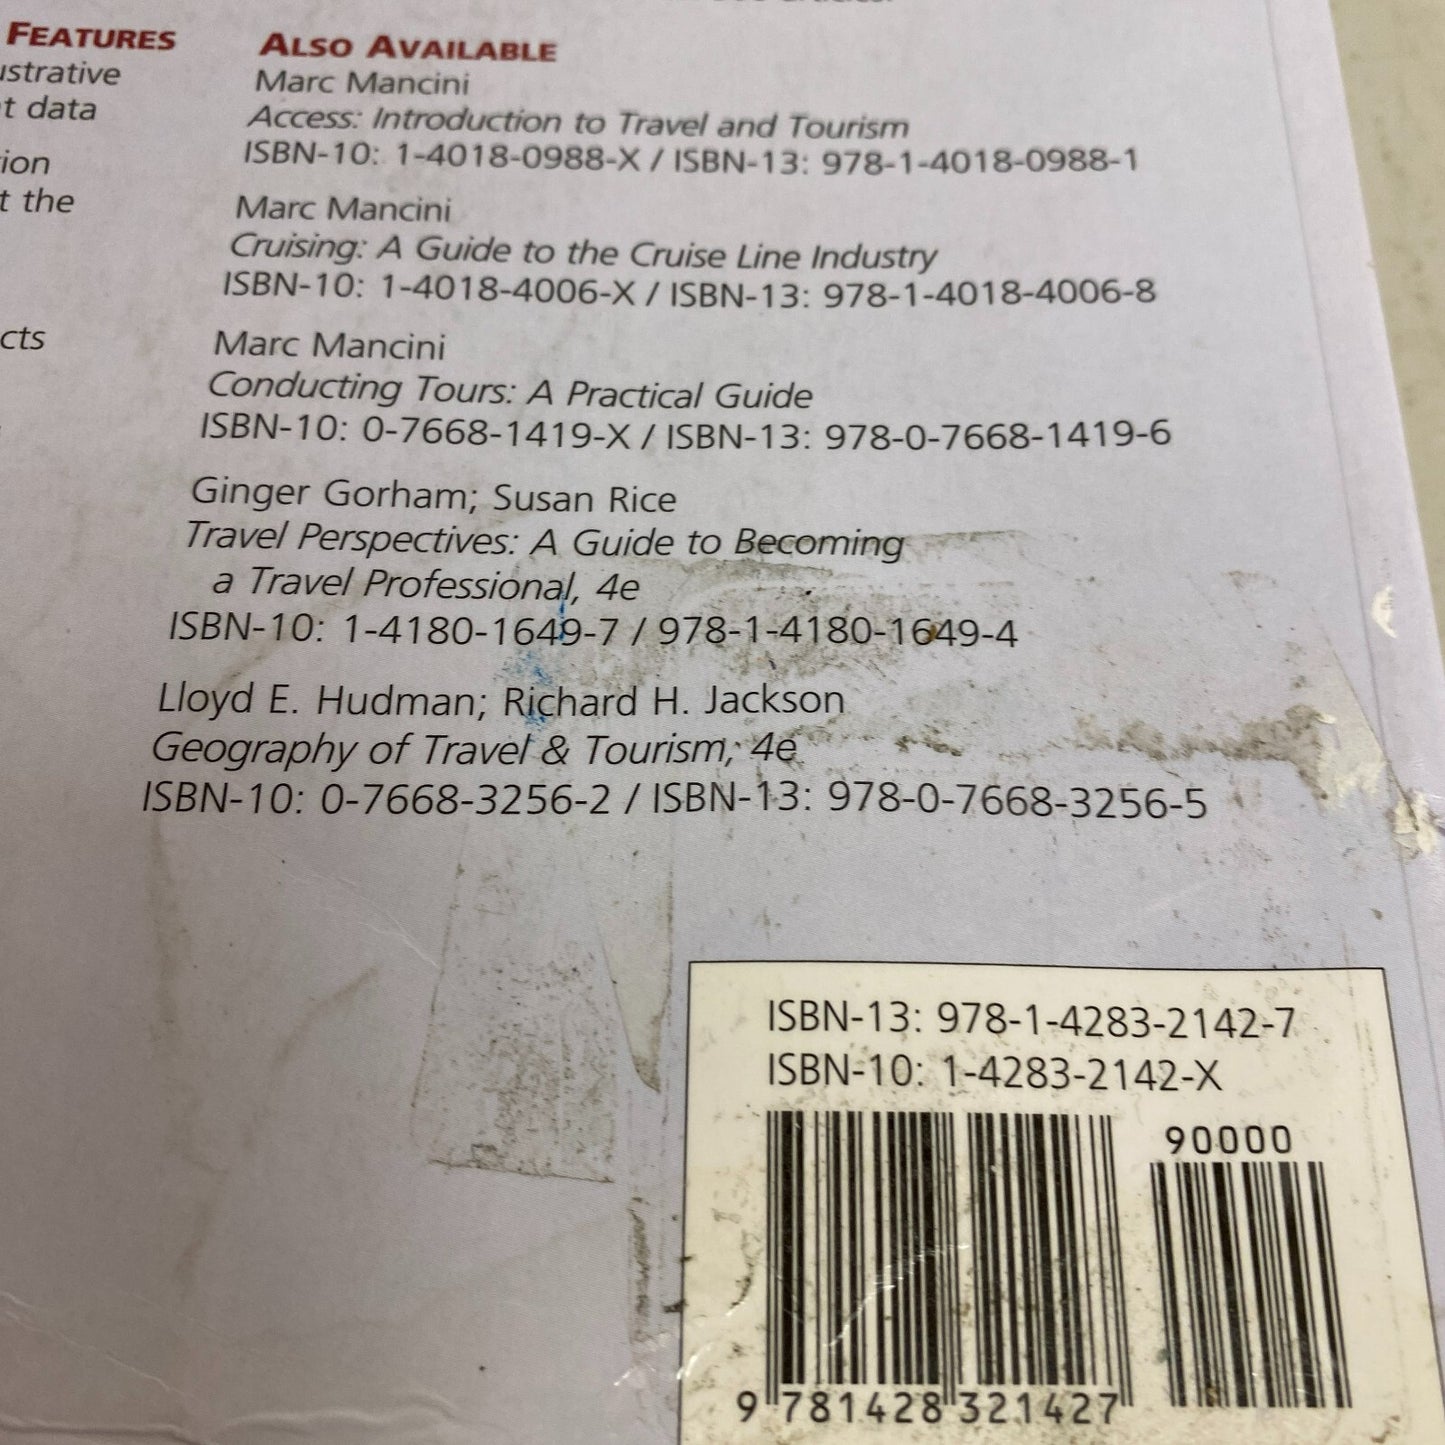 FEATURES
ustrative
t data
ion
t the
cts
ALSO AVAILABLE
Marc Mancini
Access: Introduction to Travel and Tourism
ISBN-10: 1-4018-0988-X / ISBN-13: 978-1-4018-0988-1
Marc Mancini
Cruising: A Guide to the Cruise Line Industry
ISBN-10: 1-4018-4006-X / ISBN-13: 978-1-4018-4006-8
Marc Mancini
Conducting Tours: A Practical Guide
ISBN-10: 0-7668-1419-X / ISBN-13: 978-0-7668-1419-6
Ginger Gorham; Susan Rice
Travel Perspectives: A Guide to Becoming
a Travel Professional, 4e
ISBN-10: 1-4180-1649-7 / 978-1-4180-1649-4
Lloyd E. Hudman; Richard H. Jackson
Geography of Travel & Tourism, 4e
ISBN-10: 0-7668-3256-2 / ISBN-13: 978-0-7668-3256-5
ISBN-13: 978-1-4283-2142-7
ISBN-10: 1-4283-2142-X
90000
9 781428 321427